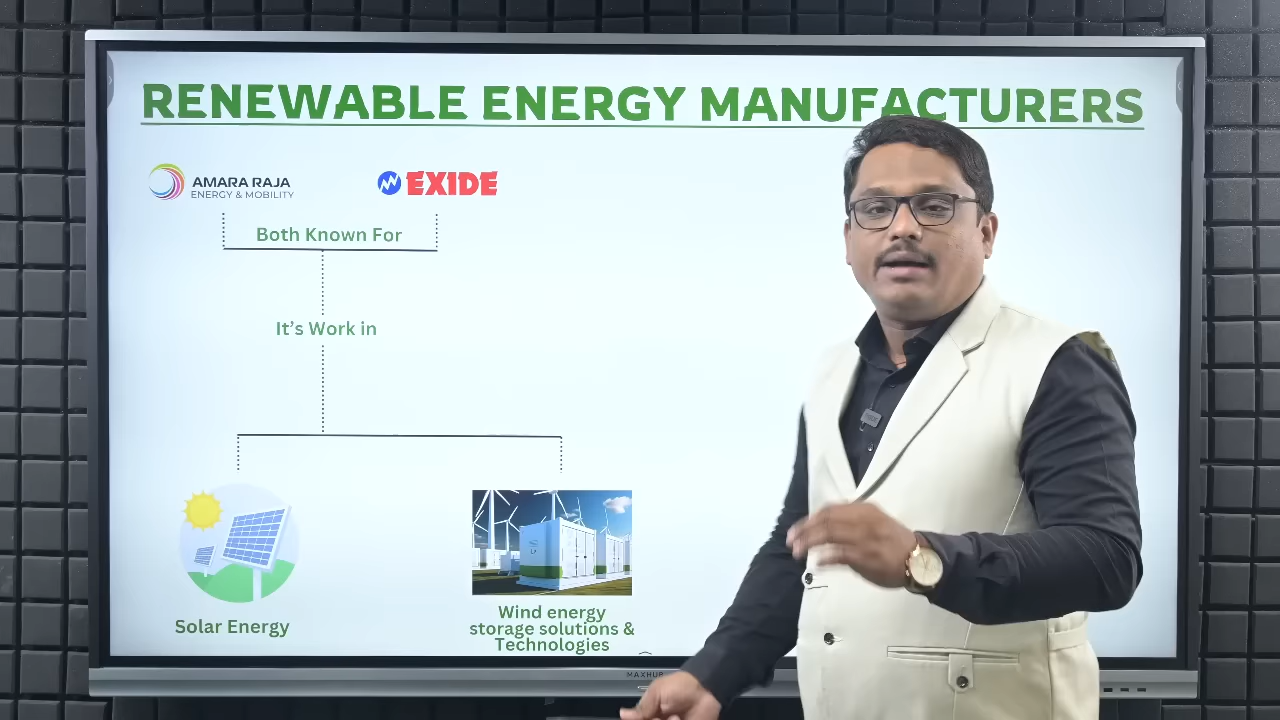 RENEWABLE ENERGY MANUFACTURERS
AMARA RAJA
ENERGY & MOBILITY
EXIDE
Both Known For
It’s Work in
Solar Energy
Wind energy
storage solutions &
Technologies
MAXHUB